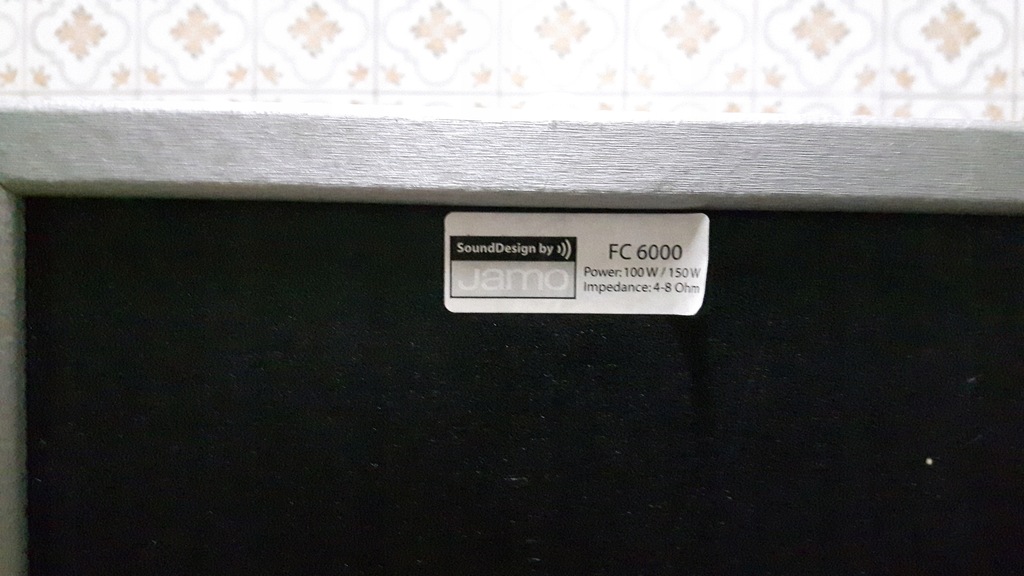 SoundDesign by
Jamo
FC 6000
Power: 100 W / 150 W
Impedance: 4-8 Ohm